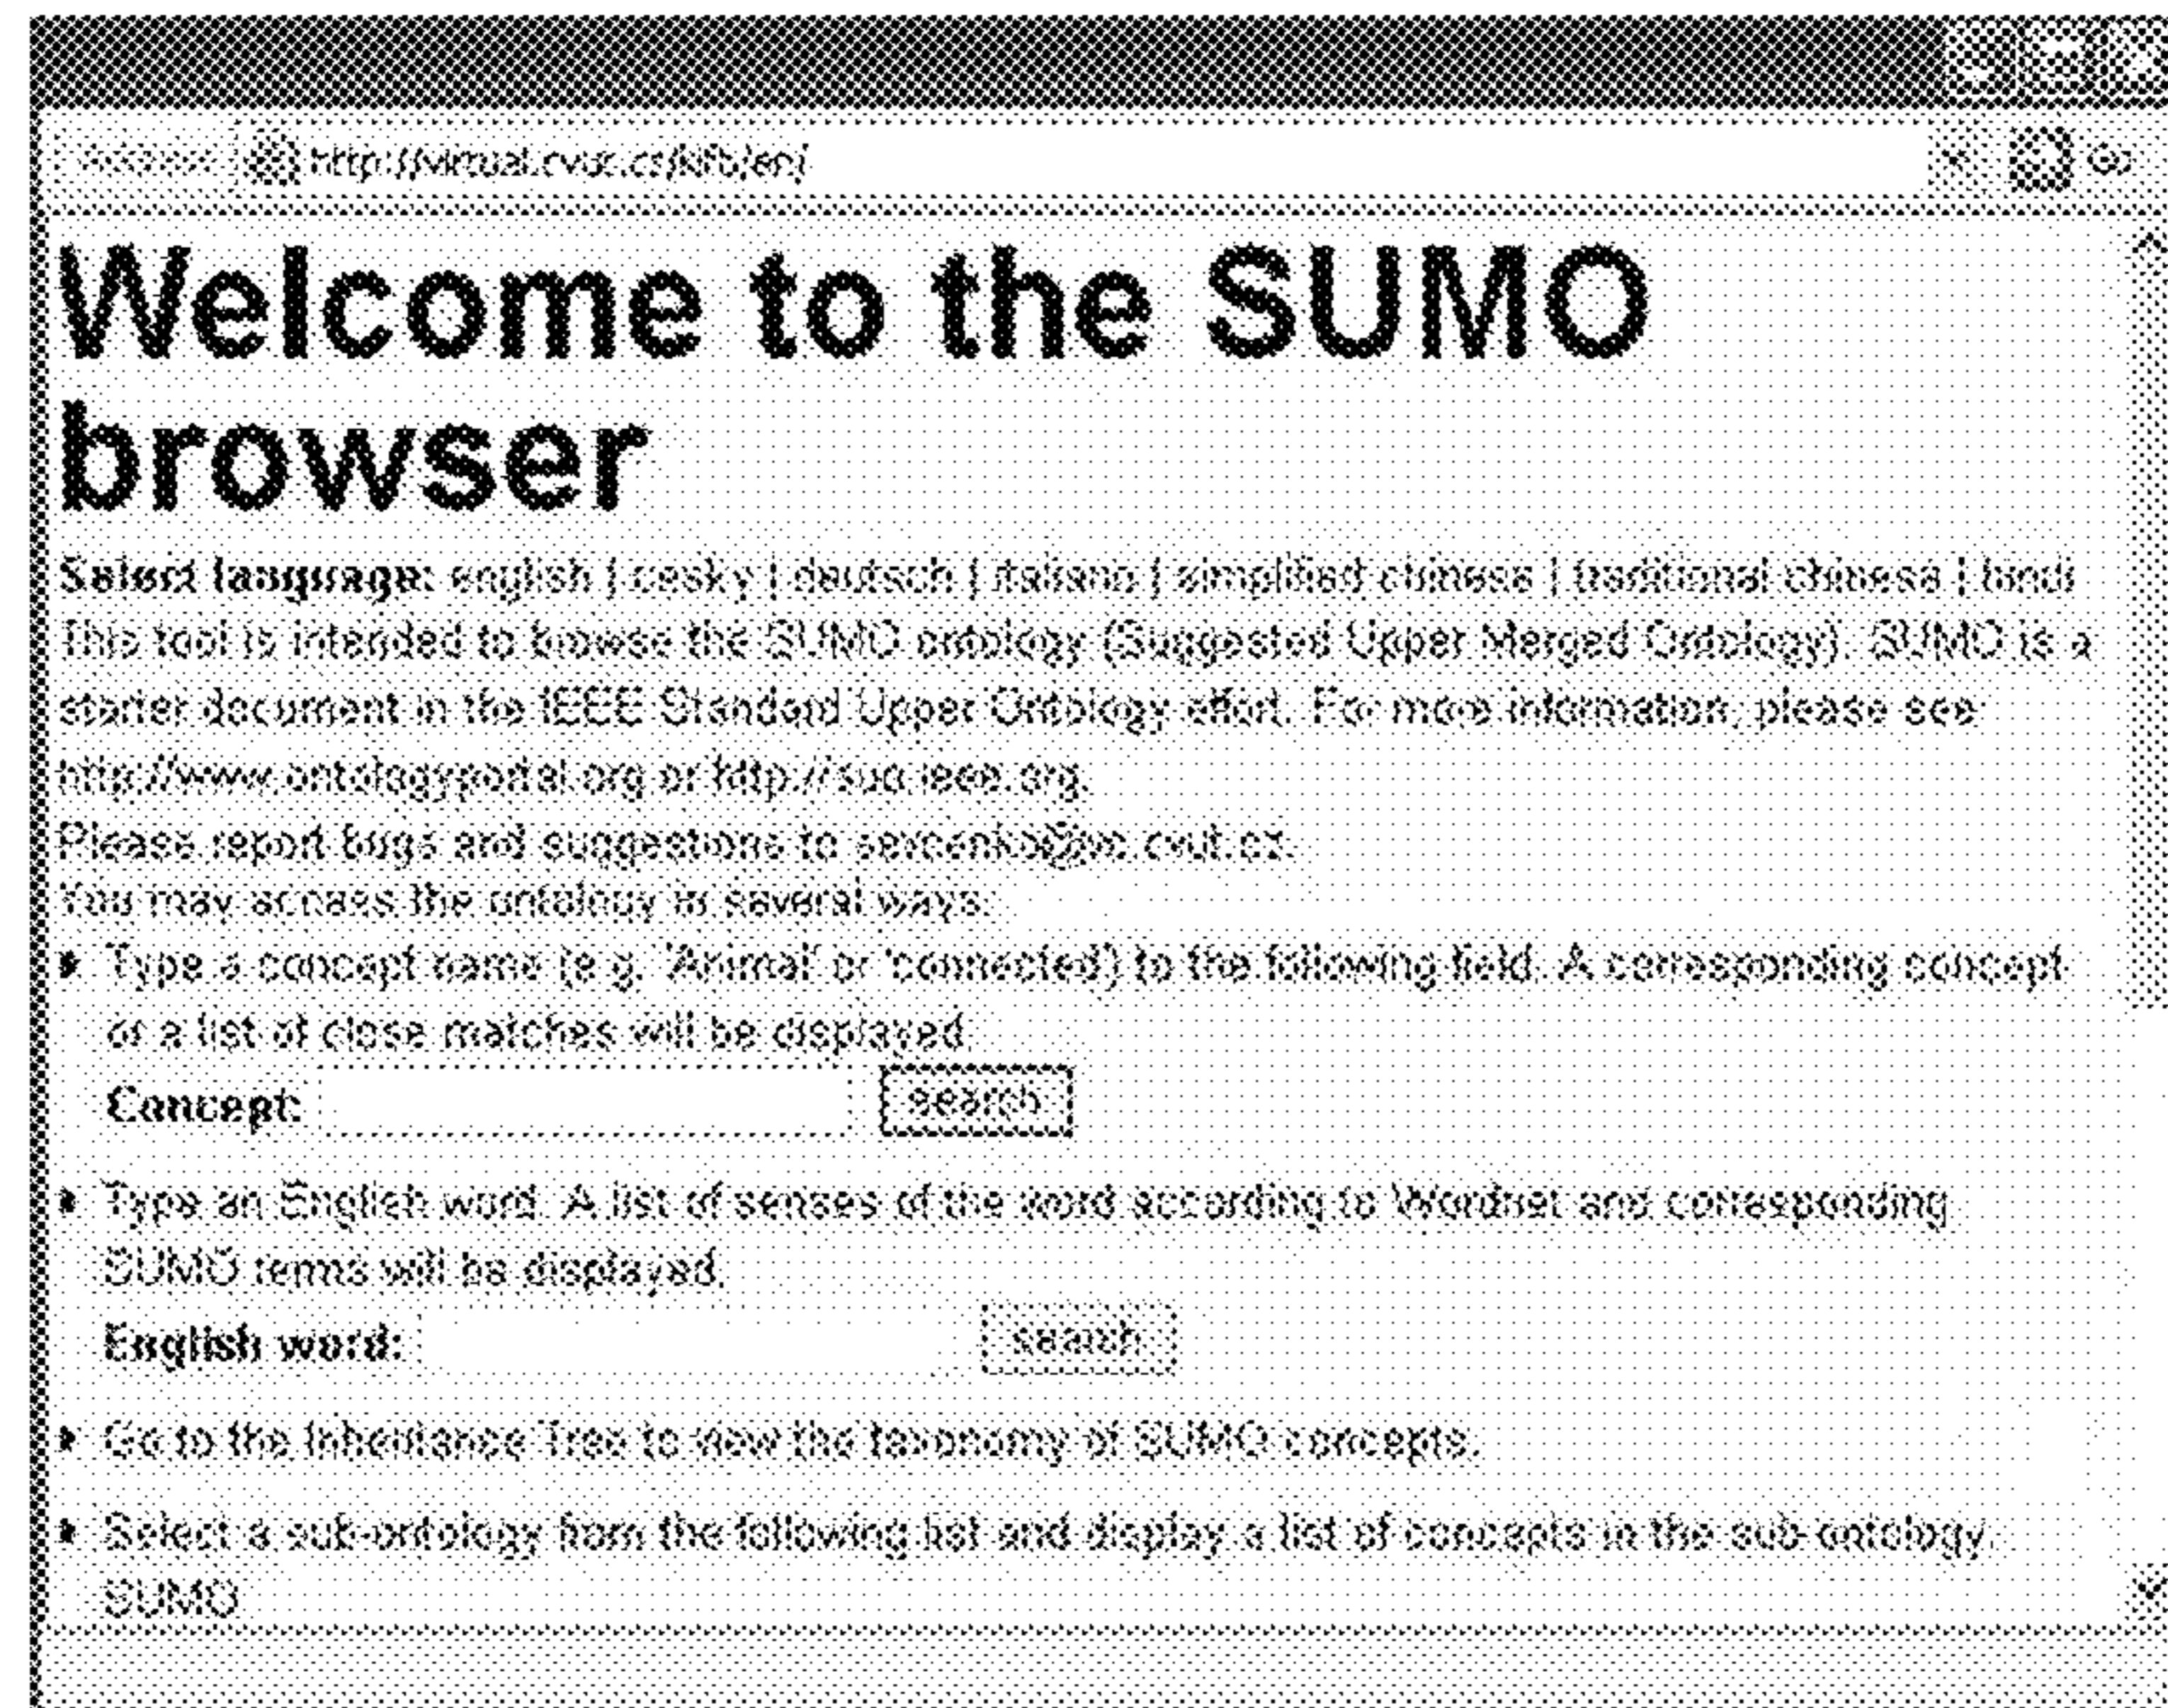 Address http://virtual.cvut.cs/kifb/en/ Go
Welcome to the SUMO
browser
Select language: english | cesky | deutsch | italiano | simplified chinese | traditional chinese | hindi
This tool is intended to browse the SUMO ontology (Suggested Upper Merged Ontology). SUMO is a
starter document in the IEEE Standard Upper Ontology effort. For more information, please see
http://www.ontologyportal.org or http://suo.ieee.org.
Please report bugs and suggestions to sevcenko@vc.cvut.cz.
You may access the ontology in several ways:
Type a concept name (e.g. 'Animal' or 'connected') to the following field. A corresponding concept
or a list of close matches will be displayed.
Concept: search
Type an English word. A list of senses of the word according to Wordnet and corresponding
SUMO terms will be displayed.
English word: search
Go to the Inheritance Tree to view the taxonomy of SUMO concepts.
Select a sub-ontology from the following list and display a list of concepts in the sub-ontology.
SUMO